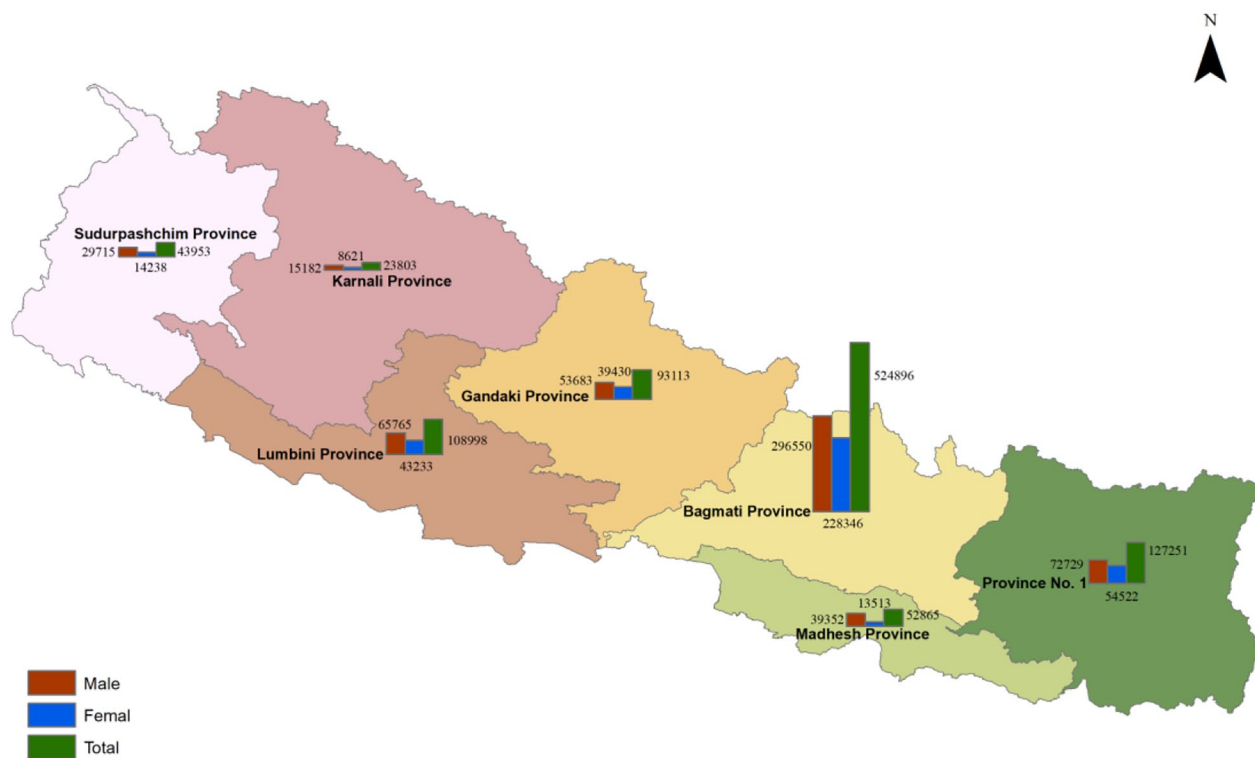 N
Sudurpashchim Province
29715 43953
14238
8621
15182 23803
Karnali Province
39430
53683 93113
Gandaki Province
65765
108998
Lumbini Province
43233
524896
296550
Bagmati Province
228346
127251
72729
Province No. 1
54522
13513
39352 52865
Madhesh Province
Male
Femal
Total